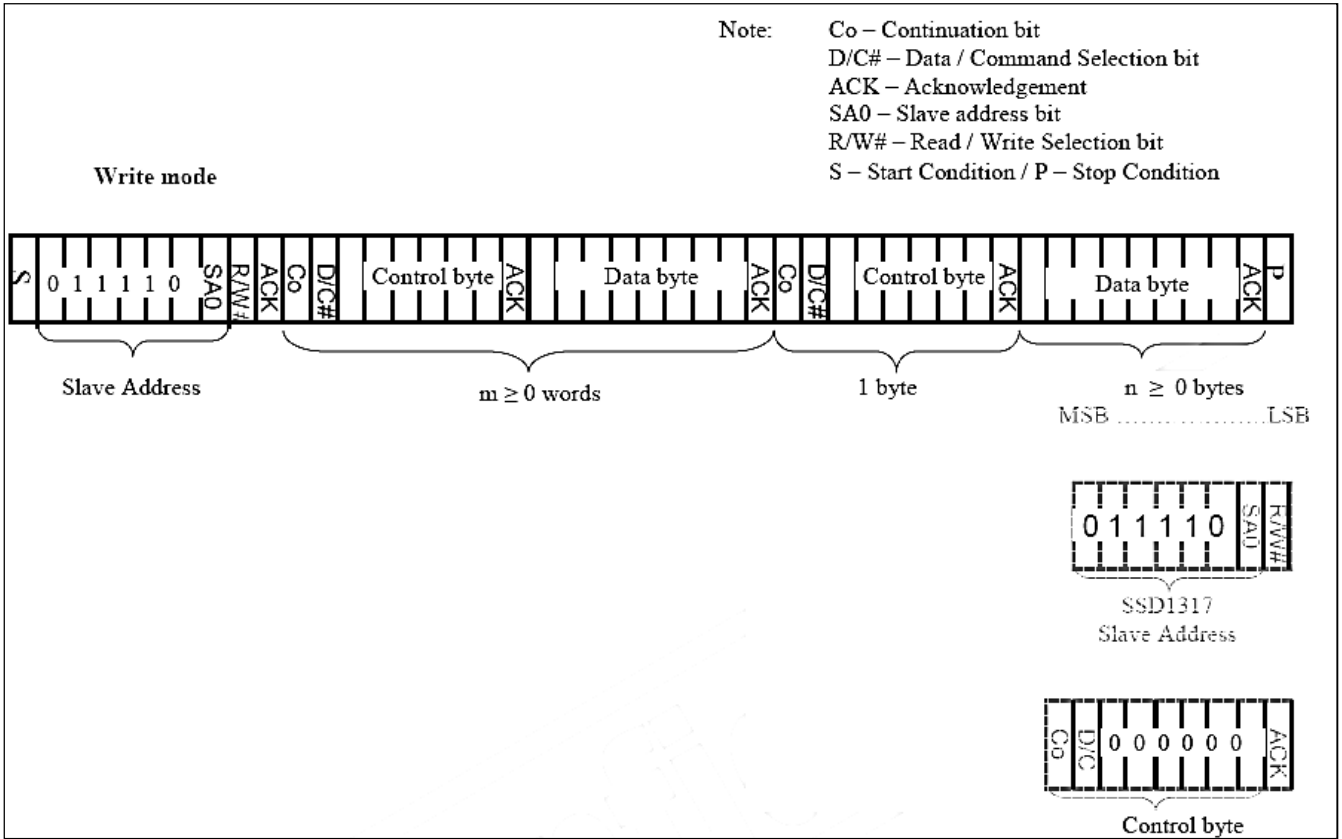 Note: Co – Continuation bit
D/C# – Data / Command Selection bit
ACK – Acknowledgement
SA0 – Slave address bit
R/W# – Read / Write Selection bit
S – Start Condition / P – Stop Condition
Write mode
S 0 1 1 1 1 0 SA0 R/W# ACK Co D/C# Control byte ACK Data byte ACK Co D/C# Control byte ACK Data byte ACK P
Slave Address m ≥ 0 words 1 byte n ≥ 0 bytes
MSB ..................... LSB
0 1 1 1 1 0 SA0 R/W#
SSD1317
Slave Address
Co D/C 0 0 0 0 0 0 ACK
Control byte